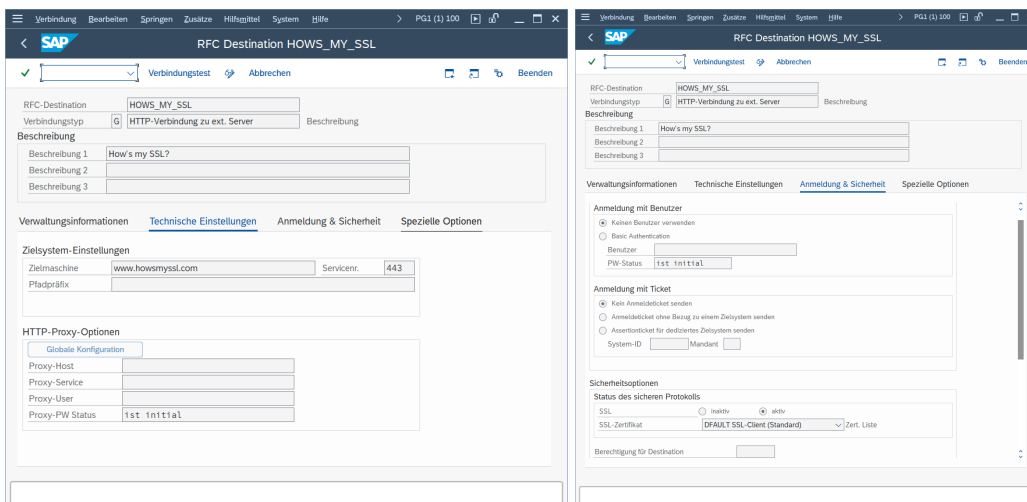 Verbindung Bearbeiten Springen Zusätze Hilfsmittel System Hilfe PG1 (1) 100
SAP RFC Destination HOWS_MY_SSL
Verbindungstest Abbrechen Beenden
RFC-Destination HOWS_MY_SSL
Verbindungstyp G HTTP-Verbindung zu ext. Server Beschreibung
Beschreibung
Beschreibung 1 How's my SSL?
Beschreibung 2
Beschreibung 3
Verwaltungsinformationen Technische Einstellungen Anmeldung & Sicherheit Spezielle Optionen
Zielsystem-Einstellungen
Zielmaschine www.howsmyssl.com Servicenr. 443
Pfadpräfix
HTTP-Proxy-Optionen
Globale Konfiguration
Proxy-Host
Proxy-Service
Proxy-User
Proxy-PW Status ist initial
Verbindung Bearbeiten Springen Zusätze Hilfsmittel System Hilfe PG1 (1) 100
SAP RFC Destination HOWS_MY_SSL
Verbindungstest Abbrechen Beenden
RFC-Destination HOWS_MY_SSL
Verbindungstyp G HTTP-Verbindung zu ext. Server Beschreibung
Beschreibung
Beschreibung 1 How's my SSL?
Beschreibung 2
Beschreibung 3
Verwaltungsinformationen Technische Einstellungen Anmeldung & Sicherheit Spezielle Optionen
Anmeldung mit Benutzer
Keinen Benutzer verwenden
Basic Authentication
Benutzer
PW-Status ist initial
Anmeldung mit Ticket
Kein Anmeldeticket senden
Anmeldeticket ohne Bezug zu einem Zielsystem senden
Assertionticket für dediziertes Zielsystem senden
System-ID Mandant
Sicherheitsoptionen
Status des sicheren Protokolls
SSL inaktiv aktiv
SSL-Zertifikat DFAULT SSL-Client (Standard) Zert. Liste
Berechtigung für Destination